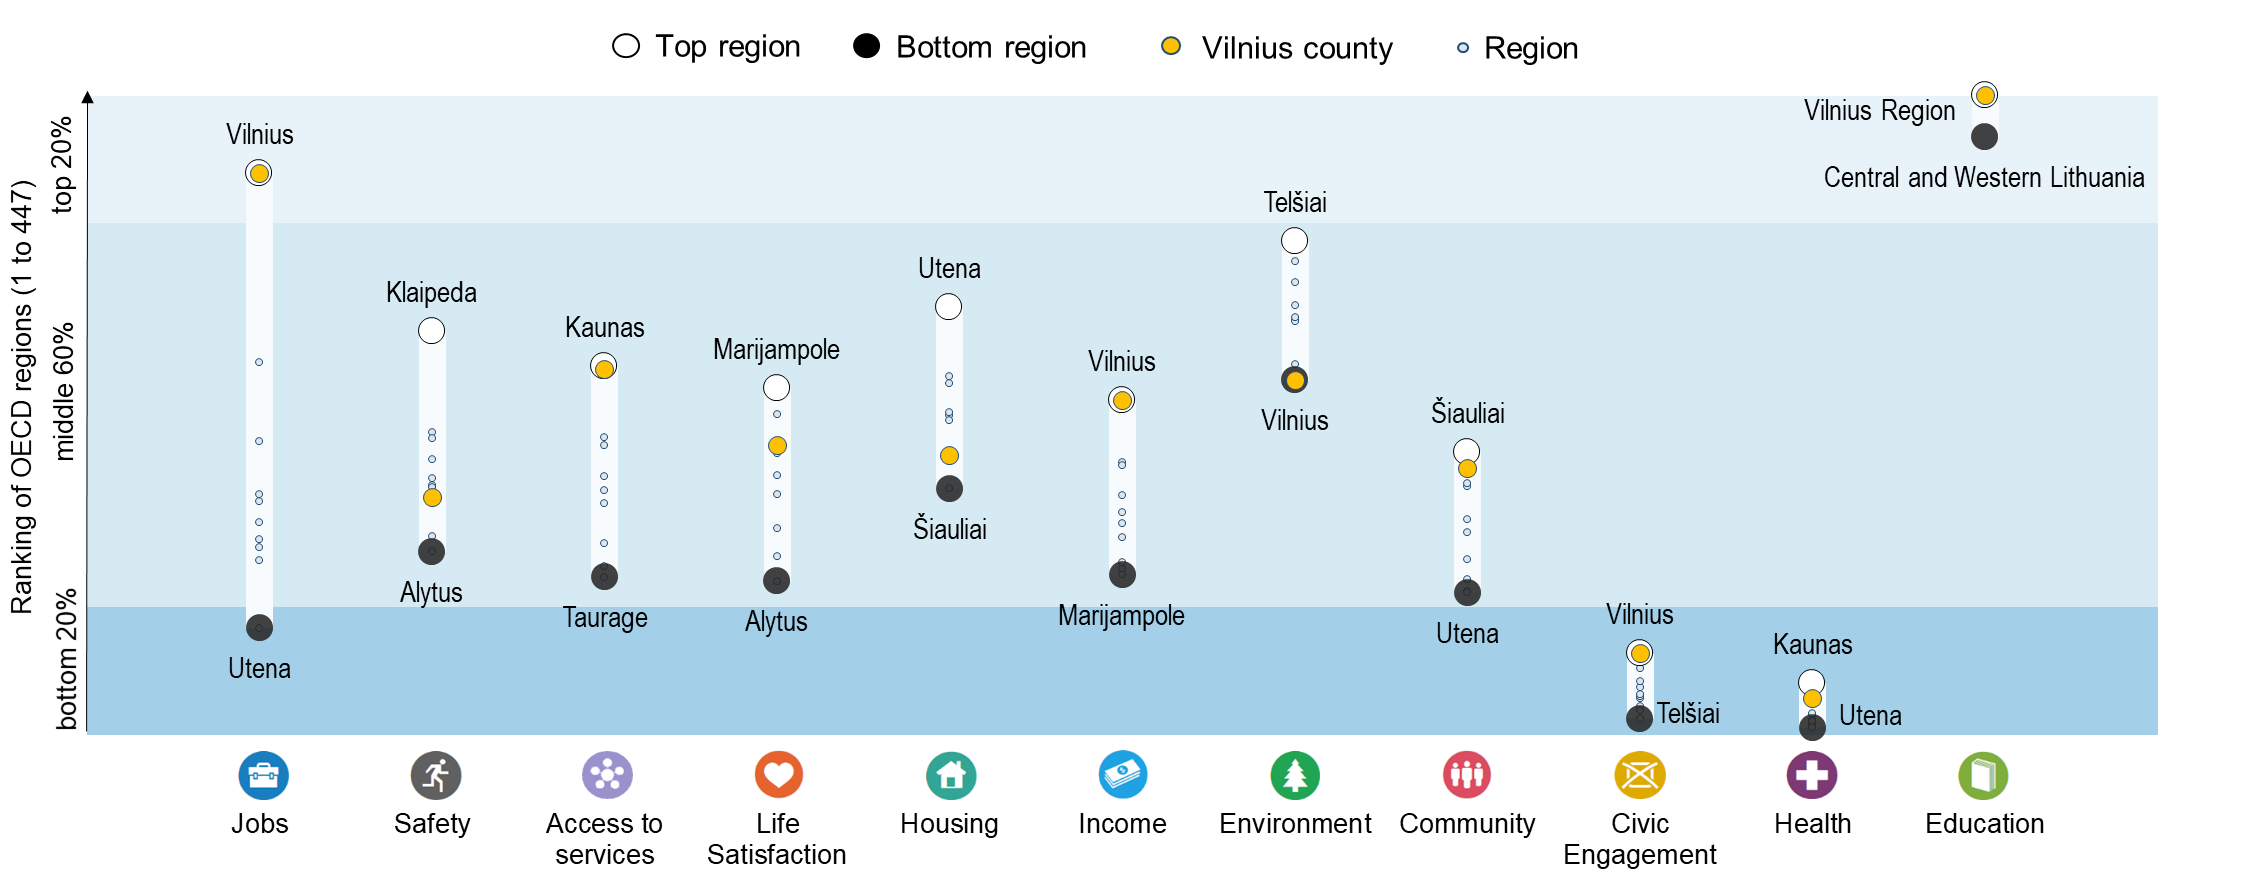 Top region
Bottom region
Vilnius county
Region
Ranking of OECD regions (1 to 447)
top 20%
middle 60%
bottom 20%
Vilnius
Utena
Klaipeda
Alytus
Kaunas
Taurage
Marijampole
Alytus
Utena
Šiauliai
Vilnius
Marijampole
Telšiai
Vilnius
Šiauliai
Utena
Vilnius
Telšiai
Kaunas
Utena
Vilnius Region
Central and Western Lithuania
Jobs
Safety
Access to
services
Life
Satisfaction
Housing
Income
Environment
Community
Civic
Engagement
Health
Education